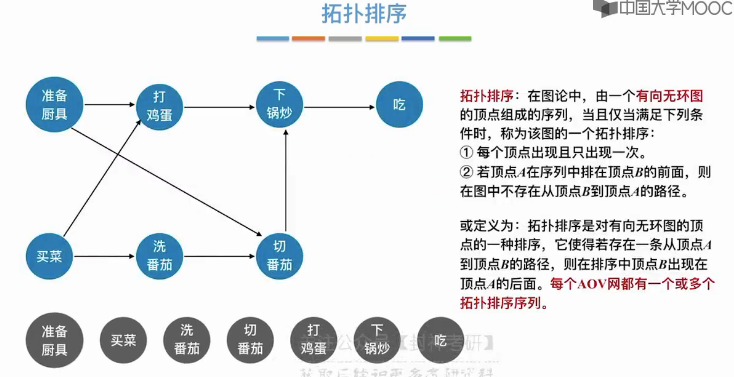 拓扑排序
中国大学MOOC
准备
厨具
打
鸡蛋
下
锅炒
吃
买菜
洗
番茄
切
番茄
拓扑排序：在图论中，由一个有向无环图
的顶点组成的序列，当且仅当满足下列条
件时，称为该图的一个拓扑排序：
① 每个顶点出现且只出现一次。
② 若顶点A在序列中排在顶点B的前面，则
在图中不存在从顶点B到顶点A的路径。
或定义为：拓扑排序是对有向无环图的顶
点的一种排序，它使得若存在一条从顶点A
到顶点B的路径，则在排序中顶点B出现在
顶点A的后面。每个AOV网都有一个或多个
拓扑排序序列。
准备
厨具
买菜
洗
番茄
切
番茄
打
鸡蛋
下
锅炒
吃